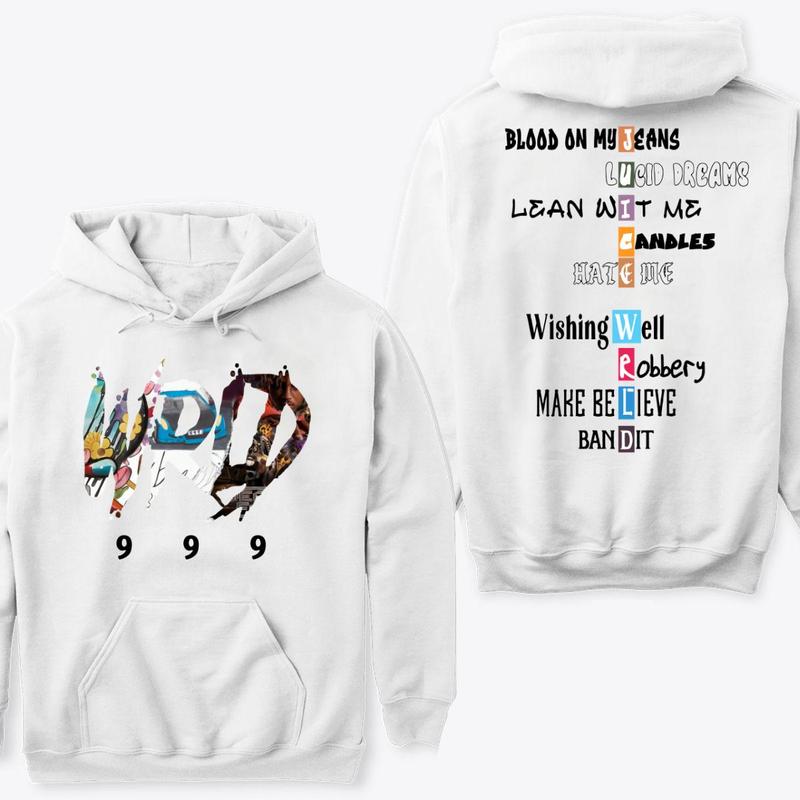 WRLD
9 9 9
BLOOD ON MY JEANS
LUCID DREAMS
LEAN WIT ME
CANDLES
HATE ME
Wishing Well
Robbery
MAKE BELIEVE
BANDIT